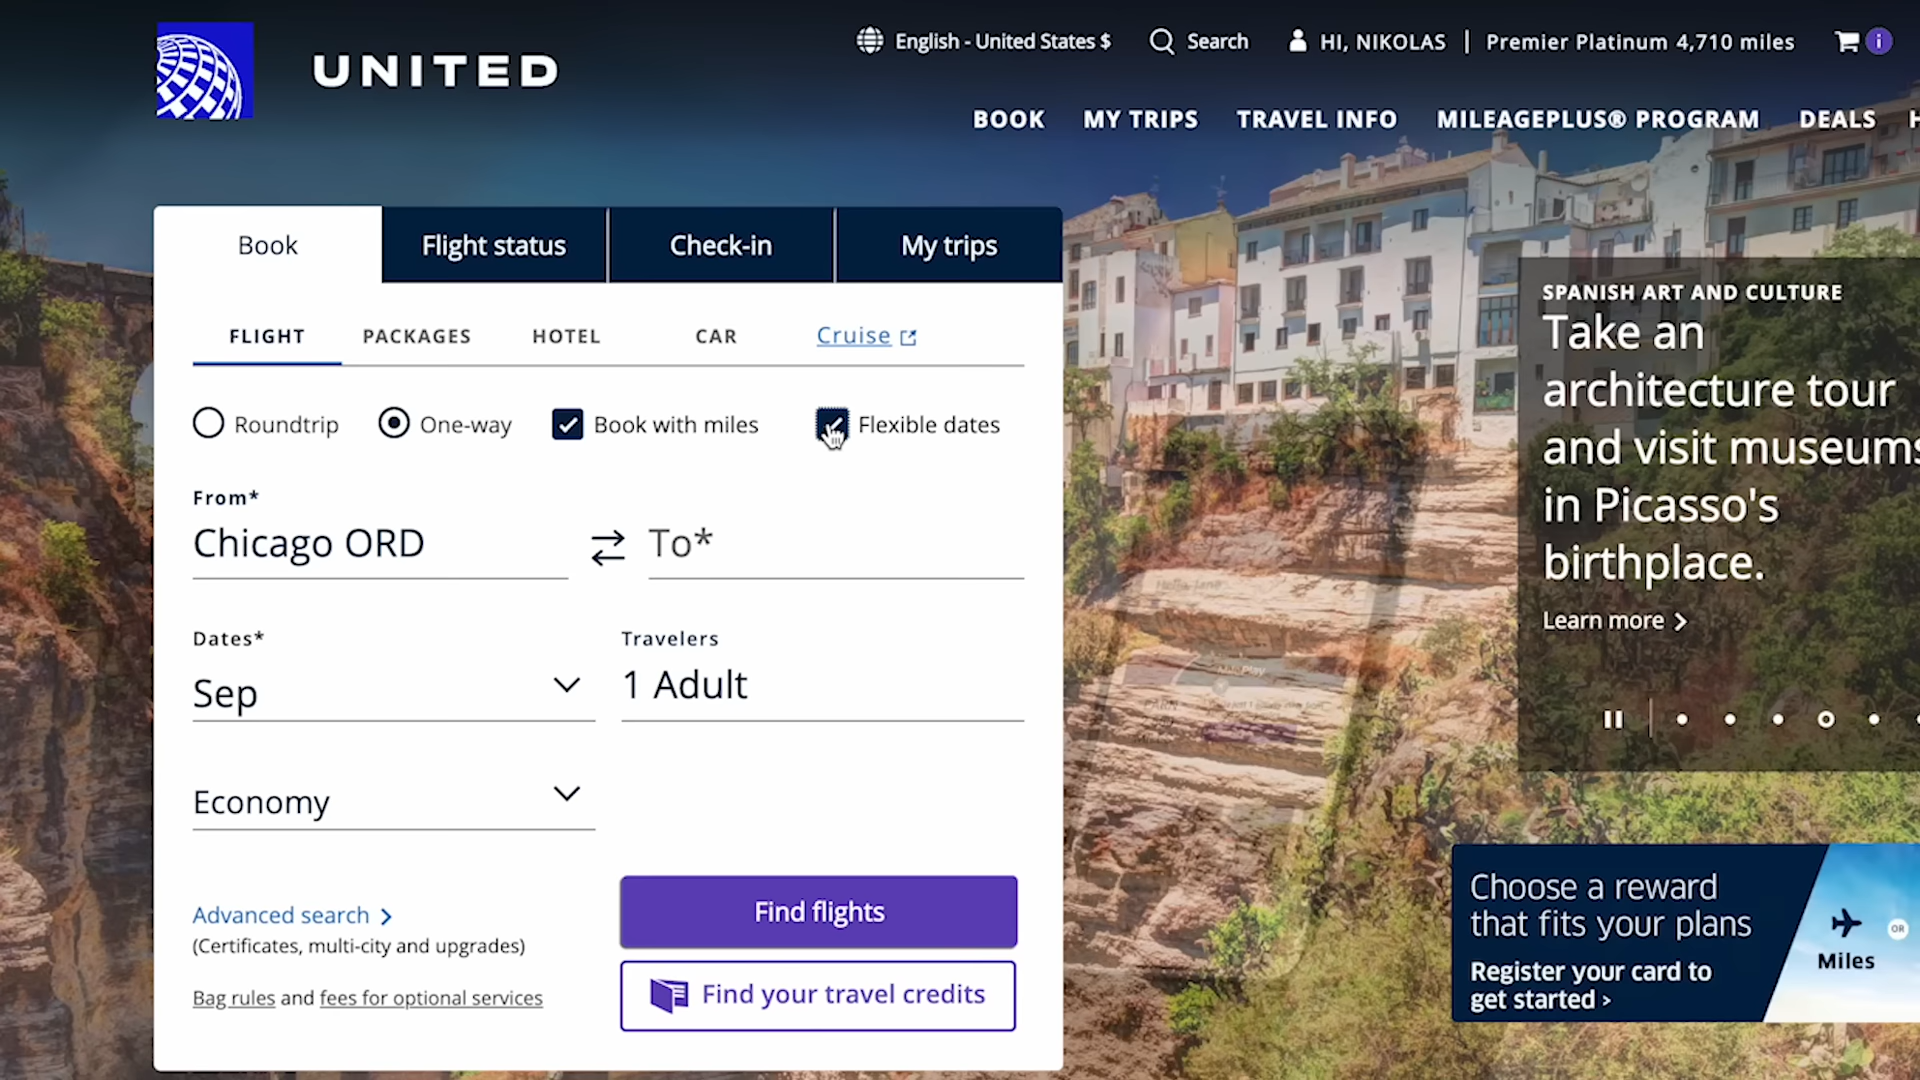 UNITED
English - United States $
Search
HI, NIKOLAS | Premier Platinum 4,710 miles
i
BOOK
MY TRIPS
TRAVEL INFO
MILEAGEPLUS® PROGRAM
DEALS
Book
Flight status
Check-in
My trips
FLIGHT
PACKAGES
HOTEL
CAR
Cruise
Roundtrip
One-way
Book with miles
Flexible dates
From*
Chicago ORD
To*
Dates*
Sep
Travelers
1 Adult
Economy
Advanced search
(Certificates, multi-city and upgrades)
Bag rules and fees for optional services
Find flights
Find your travel credits
SPANISH ART AND CULTURE
Take an
architecture tour
and visit museums
in Picasso's
birthplace.
Learn more
Choose a reward
that fits your plans
Register your card to
get started >
Miles
OR